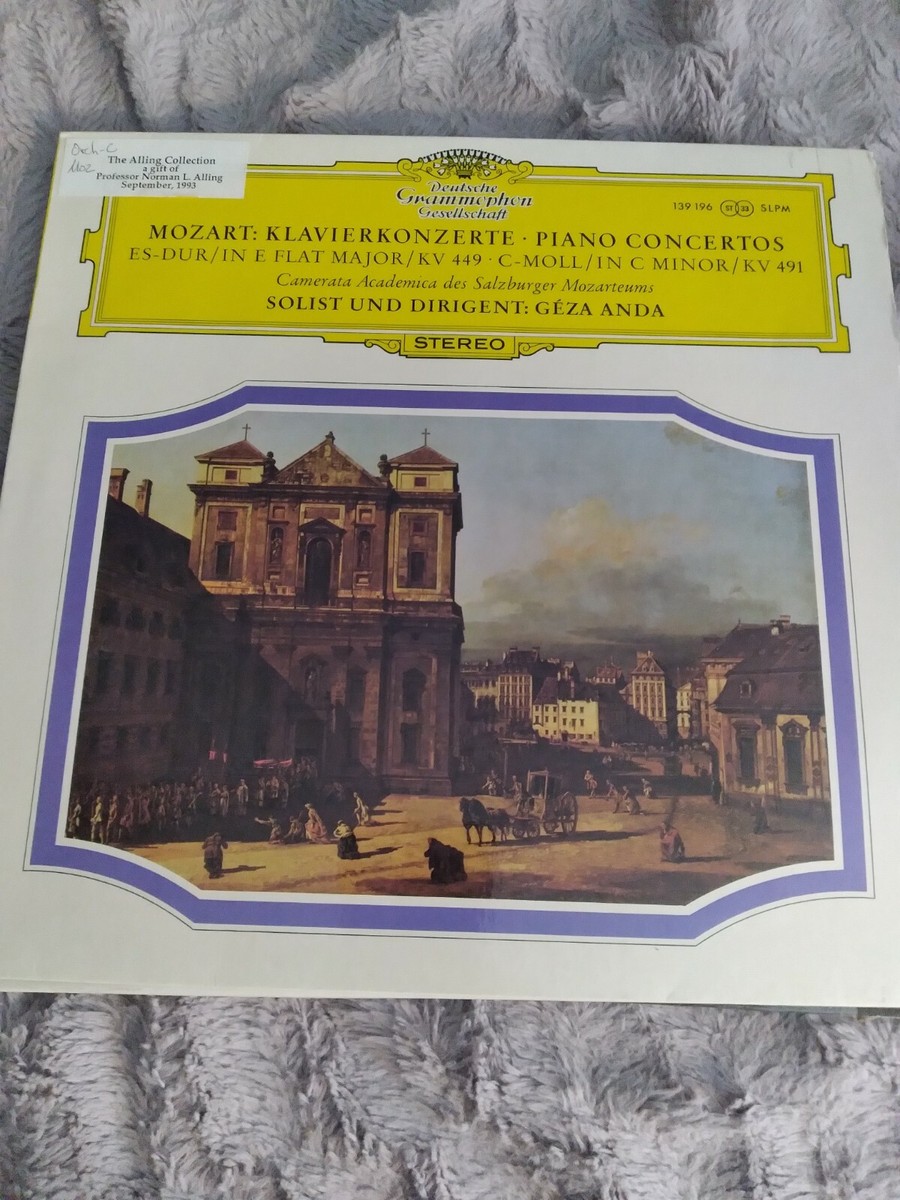 Orch-C
The Alling Collection
a gift of
Professor Norman L. Alling
September, 1993
Deutsche
Grammophon
Gesellschaft
139 196 ST 33 SLPM
MOZART: KLAVIERKONZERTE · PIANO CONCERTOS
ES-DUR/IN E FLAT MAJOR/KV 449 · C-MOLL/IN C MINOR/KV 491
Camerata Academica des Salzburger Mozarteums
SOLIST UND DIRIGENT: GÉZA ANDA
STEREO